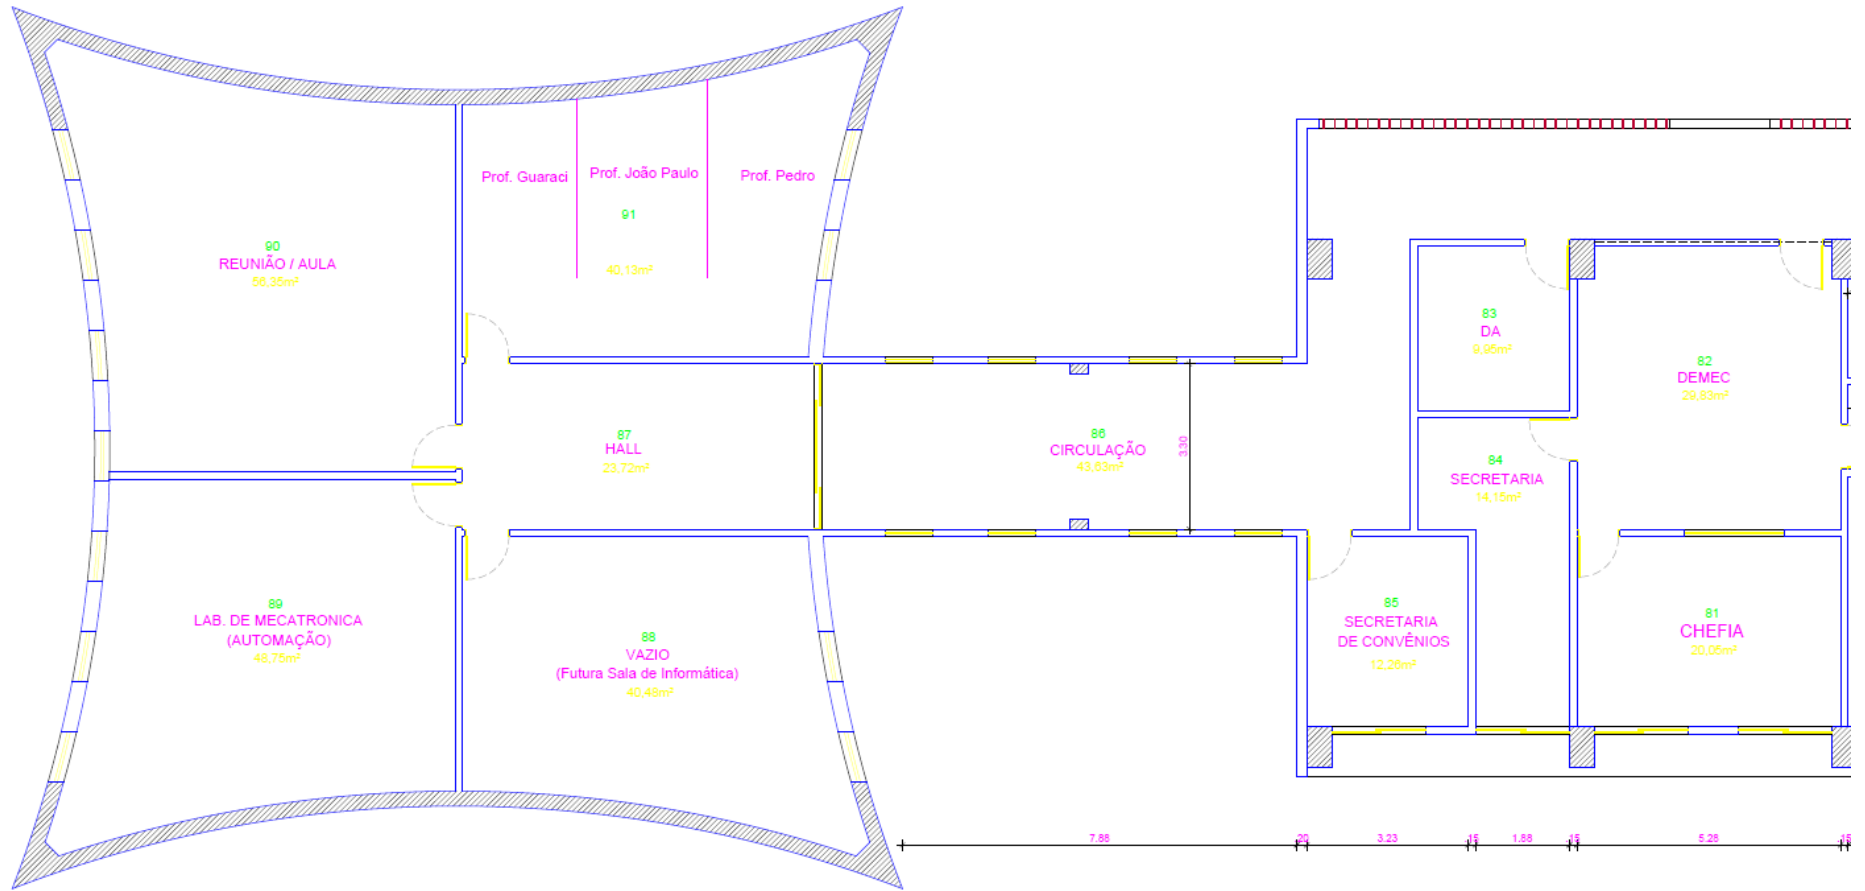 Prof. Guaraci
Prof. João Paulo
Prof. Pedro
91
40,13m²
90
REUNIÃO / AULA
56,35m²
83
DA
9,95m²
82
DEMEC
29,83m²
87
HALL
23,72m²
86
CIRCULAÇÃO
43,63m²
3.30
84
SECRETARIA
14,15m²
89
LAB. DE MECATRONICA
(AUTOMAÇÃO)
48,75m²
88
VAZIO
(Futura Sala de Informática)
40,48m²
85
SECRETARIA
DE CONVÊNIOS
12,26m²
81
CHEFIA
20,05m²
7.88
.20
3.23
.15
1.88
.15
5.28
.15